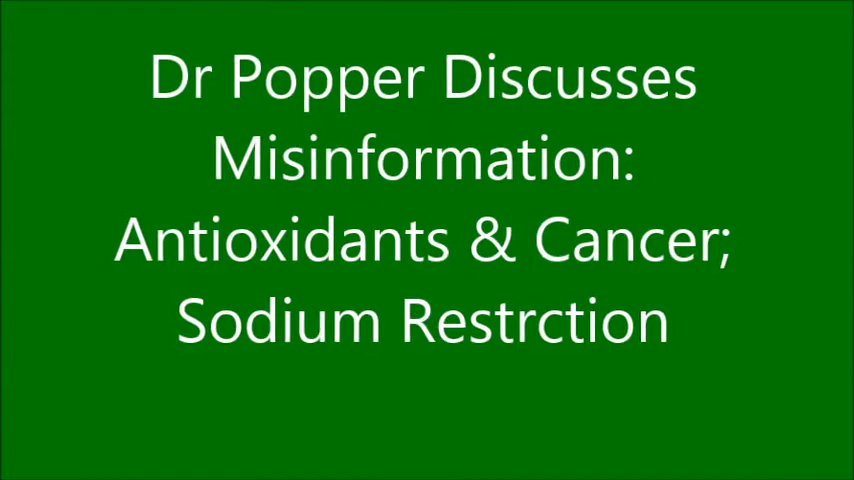 Dr Popper Discusses
Misinformation:
Antioxidants & Cancer;
Sodium Restrction